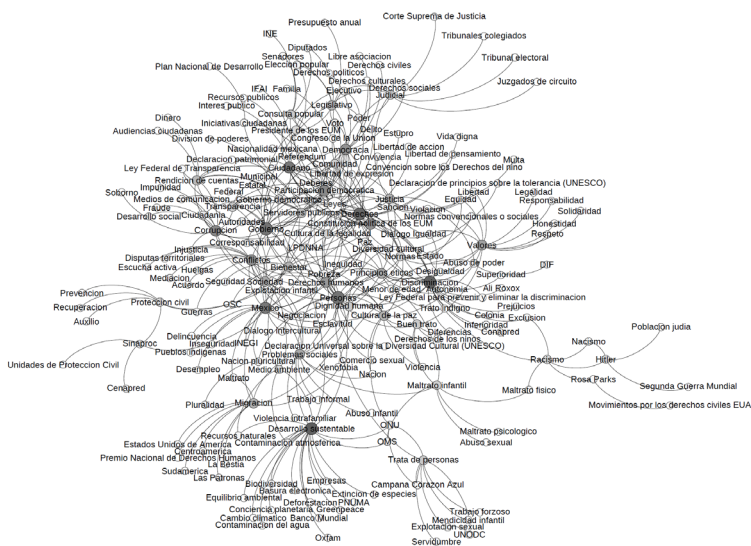 Corte Suprema de Justicia
Presupuesto anual
INE
Tribunales colegiados
Diputados
Senadores
Libre asociacion
Tribunal electoral
Eleccion popular
Derechos civiles
Plan Nacional de Desarrollo
Derechos politicos
Derechos culturales
Juzgados de circuito
IFAI
Familia
Ejecutivo
Derechos sociales
Recursos publicos
Judicial
Interes publico
Legislativo
Consulta popular
Dinero
Iniciativas ciudadanas
Voto
Poder
Audiencias ciudadanas
Presidente de los EUM
Delito
Estupro
Division de poderes
Congreso de la Union
Vida digna
Nacionalidad mexicana
Democracia
Libertad de accion
Declaracion patrimonial
Referendum
Convivencia
Libertad de pensamiento
Multa
Ley Federal de Transparencia
Ciudadano
Comunidad
Convencion sobre los Derechos del nino
Rendicion de cuentas
Municipal
Libertad de expresion
Impunidad
Estatal
Deberes
Declaracion de principios sobre la tolerancia (UNESCO)
Soborno
Federal
Participacion democratica
Libertad
Legalidad
Medios de comunicacion
Gobierno democratico
Justicia
Equidad
Responsabilidad
Fraude
Transparencia
Leyes
Sancion
Violacion
Solidaridad
Desarrollo social
Ciudadania
Servidores publicos
Derechos
Normas convencionales o sociales
Autoridades
Constitucion politica de los EUM
Honestidad
Corrupcion
Gobierno
Cultura de la legalidad
Dialogo
Igualdad
Respeto
Corresponsabilidad
Paz
Valores
Injusticia
LPDNNA
Diversidad cultural
Disputas territoriales
Conflictos
Normas
Estado
Abuso de poder
DIF
Escucha activa
Huelgas
Bienestar
Inequidad
Principios eticos
Desigualdad
Superioridad
Mediacion
Acuerdo
Seguridad
Sociedad
Pobreza
Derechos humanos
Discriminacion
Prevencion
Explotacion infantil
Menor de edad
Autonomia
Ali Roxox
Proteccion civil
OSC
Personas
Ley Federal para prevenir y eliminar la discriminacion
Recuperacion
Guerras
Mexico
Dignidad humana
Trato indigno
Prejuicios
Auxilio
Negociacion
Cultura de la paz
Colonia
Exclusion
Poblacion judia
Esclavitud
Buen trato
Inferioridad
Delincuencia
Dialogo intercultural
Diferencias
Conapred
Sinaproc
Inseguridad
INEGI
Derechos de los ninos
Nacismo
Pueblos indigenas
Declaracion Universal sobre la Diversidad Cultural (UNESCO)
Nacion pluricultural
Problemas sociales
Comercio sexual
Racismo
Hitler
Unidades de Proteccion Civil
Desempleo
Medio ambiente
Xenofobia
Violencia
Maltrato
Nacion
Rosa Parks
Cenapred
Maltrato infantil
Maltrato fisico
Segunda Guerra Mundial
Pluralidad
Migracion
Trabajo informal
Movimientos por los derechos civiles EUA
Abuso infantil
Violencia intrafamiliar
ONU
Desarrollo sustentable
Maltrato psicologico
Recursos naturales
Estados Unidos de America
Contaminacion atmosferica
OMS
Abuso sexual
Centroamerica
Premio Nacional de Derechos Humanos
La Bestia
Trata de personas
Sudamerica
Las Patronas
Biodiversidad
Empresas
Campana Corazon Azul
Basura electronica
Extincion de especies
Equilibrio ambiental
Deforestacion
PNUMA
Conciencia planetaria
Greenpeace
Trabajo forzoso
Cambio climatico
Banco Mundial
Mendicidad infantil
Contaminacion del agua
Explotacion sexual
UNODC
Oxfam
Servidumbre